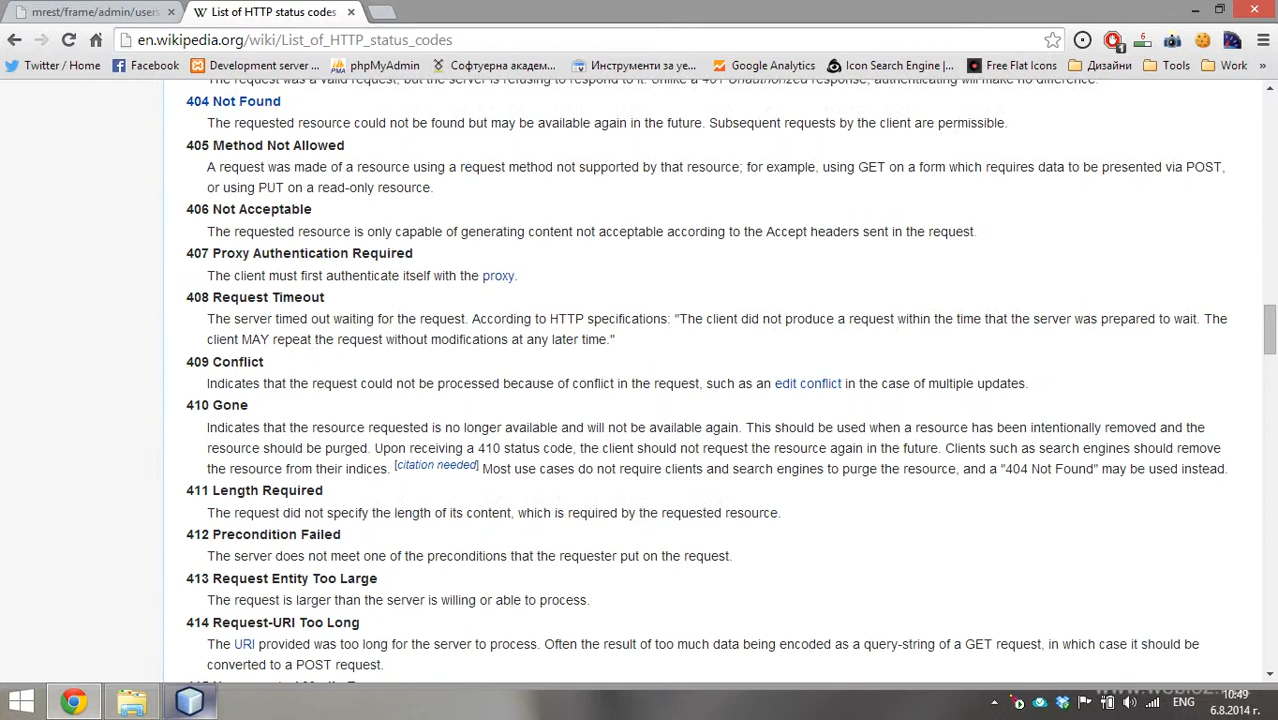 mrest/frame/admin/users
List of HTTP status codes
en.wikipedia.org/wiki/List_of_HTTP_status_codes
6
1
Twitter / Home
Facebook
Development server ...
phpMyAdmin
Софтуерна академ...
Инструменти за уе...
Google Analytics
Icon Search Engine |...
Free Flat Icons
Дизайни
Tools
Work
»
The request was a valid request, but the server is refusing to respond to it. Unlike a 401 Unauthorized response, authenticating will make no difference.
404 Not Found
The requested resource could not be found but may be available again in the future. Subsequent requests by the client are permissible.
405 Method Not Allowed
A request was made of a resource using a request method not supported by that resource; for example, using GET on a form which requires data to be presented via POST,
or using PUT on a read-only resource.
406 Not Acceptable
The requested resource is only capable of generating content not acceptable according to the Accept headers sent in the request.
407 Proxy Authentication Required
The client must first authenticate itself with the proxy.
408 Request Timeout
The server timed out waiting for the request. According to HTTP specifications: "The client did not produce a request within the time that the server was prepared to wait. The
client MAY repeat the request without modifications at any later time."
409 Conflict
Indicates that the request could not be processed because of conflict in the request, such as an edit conflict in the case of multiple updates.
410 Gone
Indicates that the resource requested is no longer available and will not be available again. This should be used when a resource has been intentionally removed and the
resource should be purged. Upon receiving a 410 status code, the client should not request the resource again in the future. Clients such as search engines should remove
the resource from their indices. [citation needed] Most use cases do not require clients and search engines to purge the resource, and a "404 Not Found" may be used instead.
411 Length Required
The request did not specify the length of its content, which is required by the requested resource.
412 Precondition Failed
The server does not meet one of the preconditions that the requester put on the request.
413 Request Entity Too Large
The request is larger than the server is willing or able to process.
414 Request-URI Too Long
The URI provided was too long for the server to process. Often the result of too much data being encoded as a query-string of a GET request, in which case it should be
converted to a POST request.
ENG
10:49
6.8.2014 г.